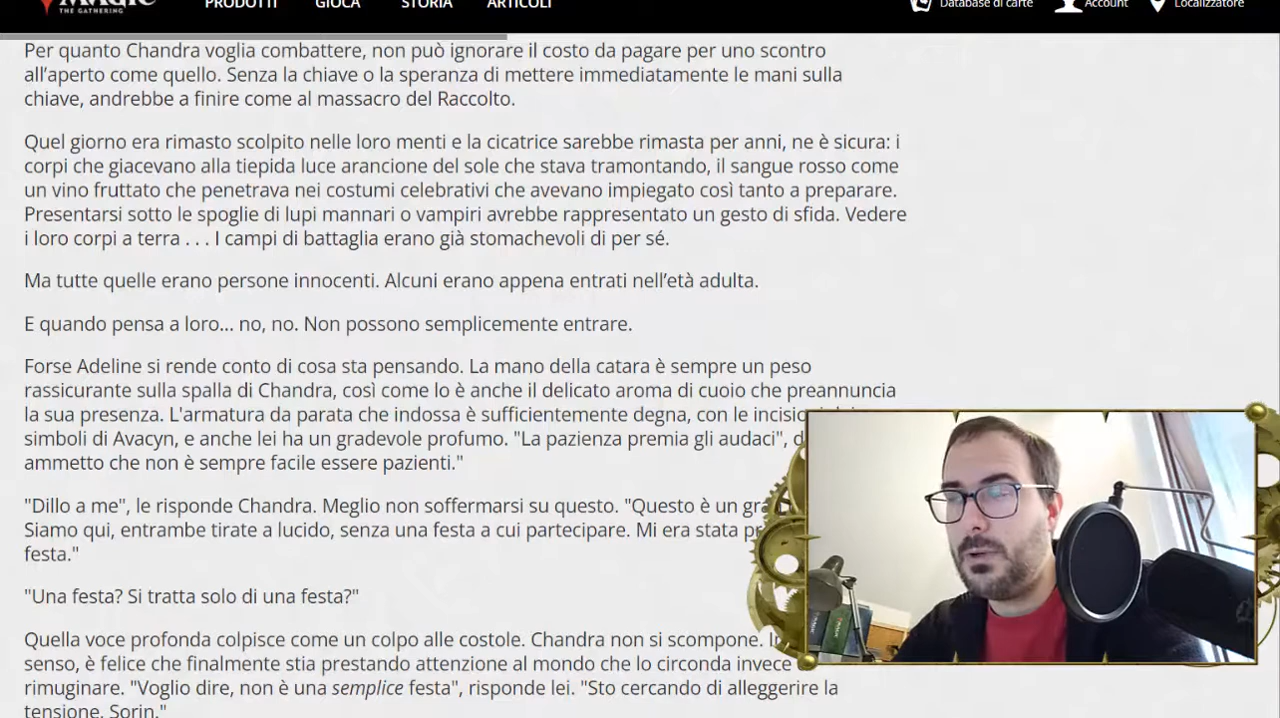 THE GATHERING
PRODOTTI GIOCA STORIA ARTICOLI
Database di carte Account Localizzatore
Per quanto Chandra voglia combattere, non può ignorare il costo da pagare per uno scontro
all’aperto come quello. Senza la chiave o la speranza di mettere immediatamente le mani sulla
chiave, andrebbe a finire come al massacro del Raccolto.
Quel giorno era rimasto scolpito nelle loro menti e la cicatrice sarebbe rimasta per anni, ne è sicura: i
corpi che giacevano alla tiepida luce arancione del sole che stava tramontando, il sangue rosso come
un vino fruttato che penetrava nei costumi celebrativi che avevano impiegato così tanto a preparare.
Presentarsi sotto le spoglie di lupi mannari o vampiri avrebbe rappresentato un gesto di sfida. Vedere
i loro corpi a terra . . . I campi di battaglia erano già stomachevoli di per sé.
Ma tutte quelle erano persone innocenti. Alcuni erano appena entrati nell’età adulta.
E quando pensa a loro... no, no. Non possono semplicemente entrare.
Forse Adeline si rende conto di cosa sta pensando. La mano della catara è sempre un peso
rassicurante sulla spalla di Chandra, così come lo è anche il delicato aroma di cuoio che preannuncia
la sua presenza. L'armatura da parata che indossa è sufficientemente degna, con le
simboli di Avacyn, e anche lei ha un gradevole profumo. "La pazienza premia gli audaci",
ammetto che non è sempre facile essere pazienti."
"Dillo a me", le risponde Chandra. Meglio non soffermarsi su questo. "Questo è un
Siamo qui, entrambe tirate a lucido, senza una festa a cui partecipare. Mi era stata
festa."
"Una festa? Si tratta solo di una festa?"
Quella voce profonda colpisce come un colpo alle costole. Chandra non si scompone.
senso, è felice che finalmente stia prestando attenzione al mondo che lo circonda invece
rimuginare. "Voglio dire, non è una semplice festa", risponde lei. "Sto cercando di alleggerire la
tensione, Sorin."